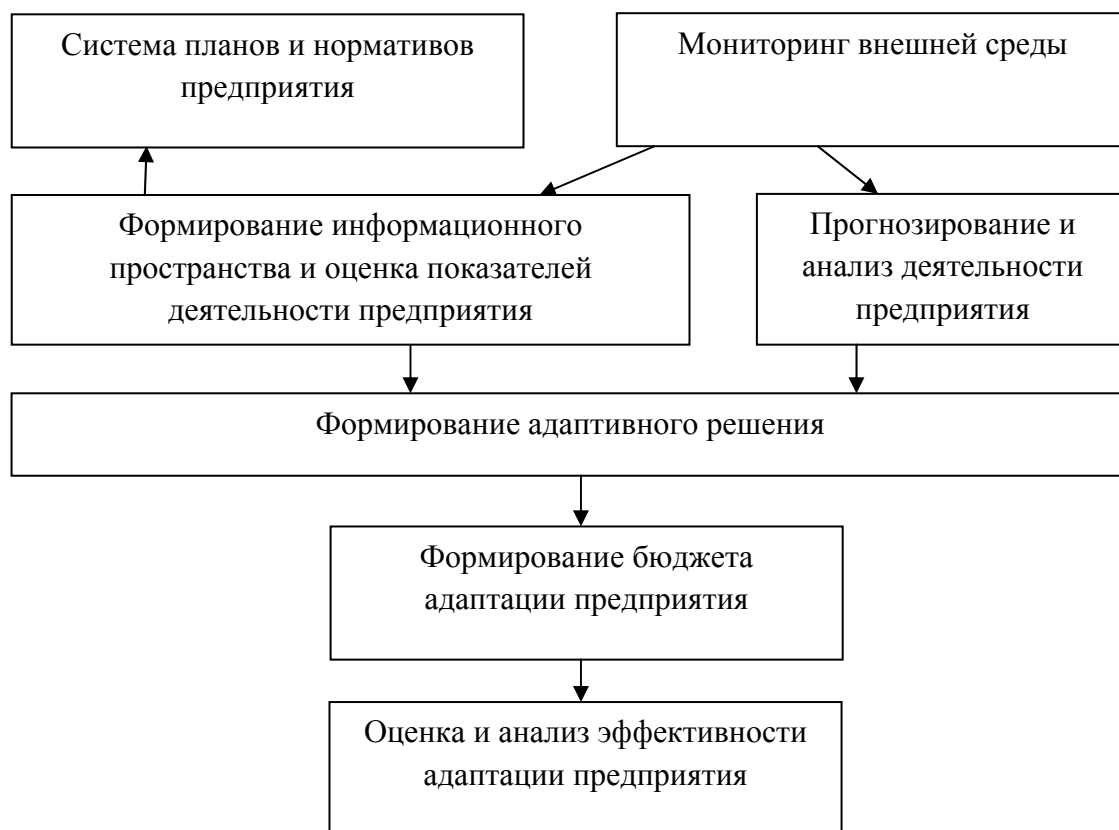 Система планов и нормативов
предприятия
Мониторинг внешней среды
Формирование информационного
пространства и оценка показателей
деятельности предприятия
Прогнозирование и
анализ деятельности
предприятия
Формирование адаптивного решения
Формирование бюджета
адаптации предприятия
Оценка и анализ эффективности
адаптации предприятия